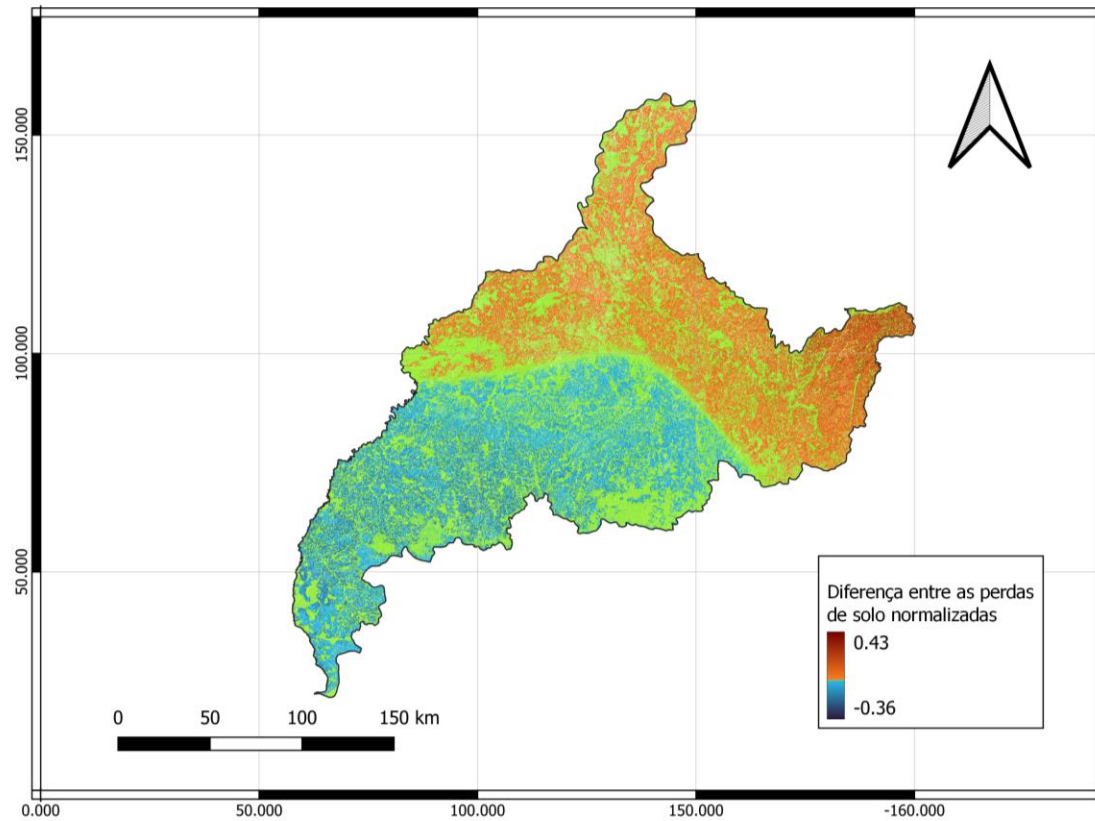 150.000
100.000
50.000
Diferença entre as perdas
de solo normalizadas
0.43
-0.36
0 50 100 150 km
0.000 50.000 100.000 150.000 -160.000